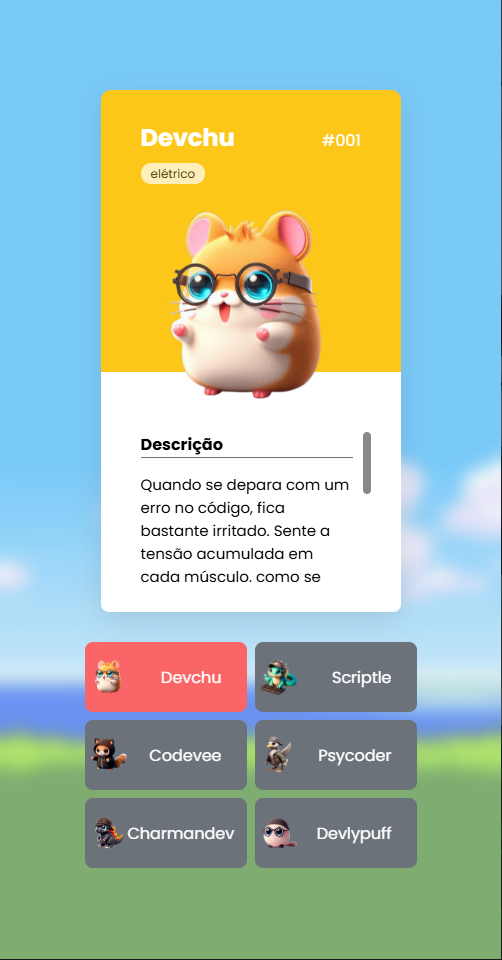 Devchu
#001
elétrico
Descrição
Quando se depara com um
erro no código, fica
bastante irritado. Sente a
tensão acumulada em
cada músculo. como se
Devchu
Scriptle
Codevee
Psycoder
Charmandev
Devlypuff